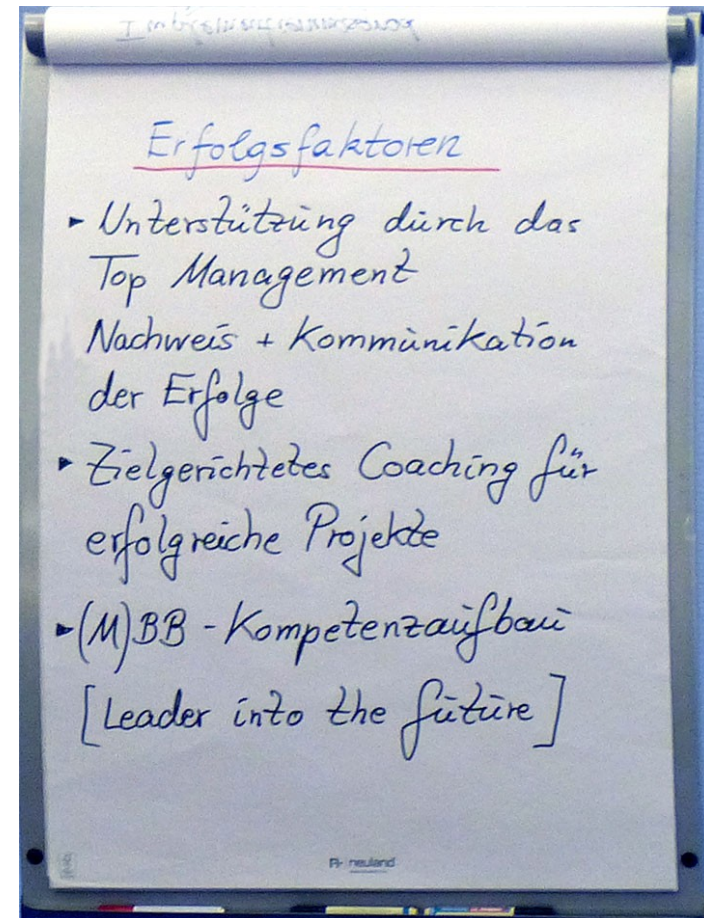 Erfolgsfaktoren
► Unterstützung durch das
Top Management
Nachweis + Kommunikation
der Erfolge
► Zielgerichtetes Coaching für
erfolgreiche Projekte
► (M)BB - Kompetenzaufbau
[Leader into the future]
neuland